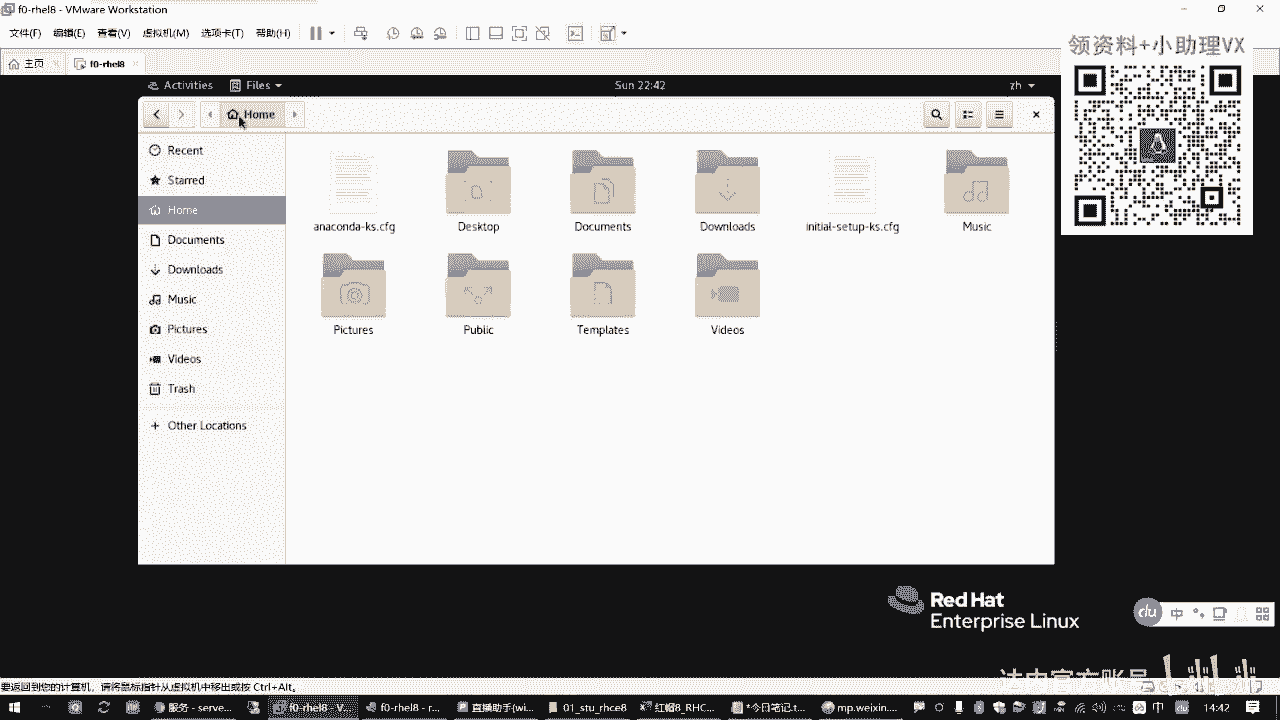 f0-rhel8 - VMware Workstation
文件(F) 编辑(E) 查看(V) 虚拟机(M) 选项卡(T) 帮助(H)
主页 f0-rhel8
领资料+小助理VX
Activities Files Sun 22:42 zh
Home
Recent
Starred
Home
Documents
Downloads
Music
Pictures
Videos
Trash
Other Locations
anaconda-ks.cfg Desktop Documents Downloads initial-setup-ks.cfg Music
Pictures Public Templates Videos
Red Hat
Enterprise Linux
du 中
要返回到您的计算机，请将鼠标指针从虚拟机中移出或按 Ctrl+Alt。
服务 - serve... f0-rhel8 - V... f0-rhel8 - r... 直播助手(wi... 01_stu_rhce8 红帽8_RHC... *今日笔记.t... mp.weixin... 中 14:42